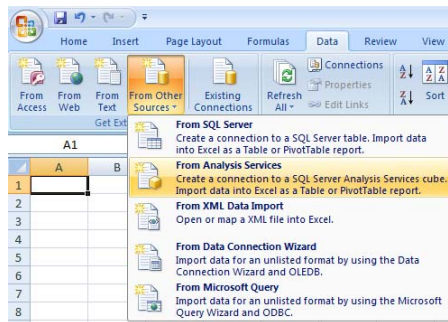 Home Insert Page Layout Formulas Data Review View
From Access
From Web
From Text
From Other Sources
Existing Connections
Refresh All
Connections
Properties
Edit Links
Sort
Get Ext
A1
A B
1
2
3
4
5
6
7
8
From SQL Server
Create a connection to a SQL Server table. Import data
into Excel as a Table or PivotTable report.
From Analysis Services
Create a connection to a SQL Server Analysis Services cube.
Import data into Excel as a Table or PivotTable report.
From XML Data Import
Open or map a XML file into Excel.
From Data Connection Wizard
Import data for an unlisted format by using the Data
Connection Wizard and OLEDB.
From Microsoft Query
Import data for an unlisted format by using the Microsoft
Query Wizard and ODBC.